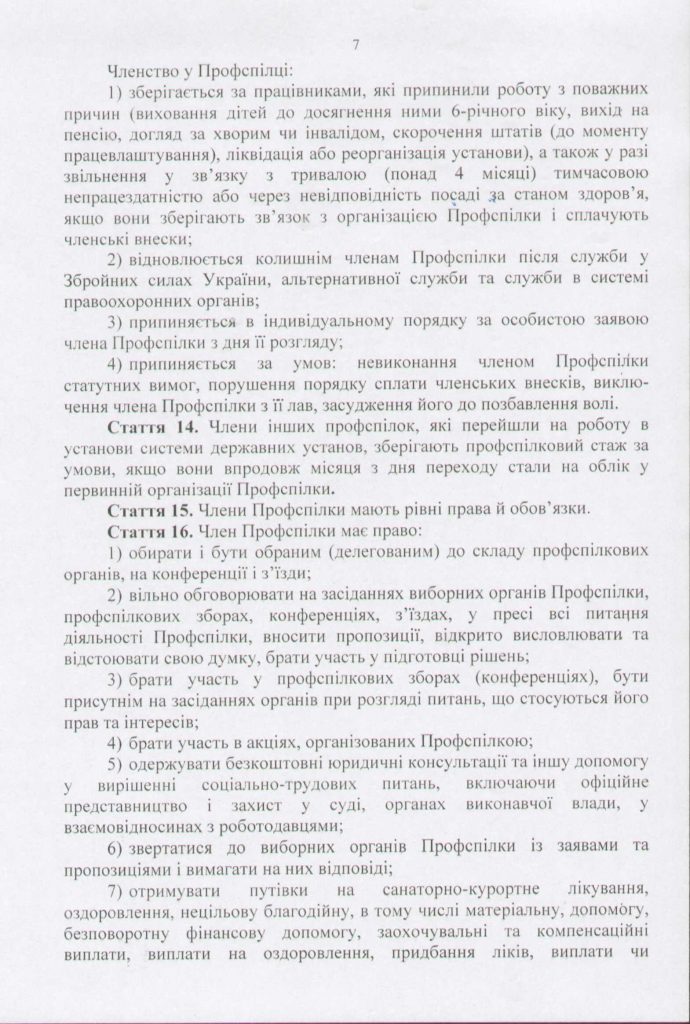 7
Членство у Профспілці:
1) зберігається за працівниками, які припинили роботу з поважних
причин (виховання дітей до досягнення ними 6-річного віку, вихід на
пенсію, догляд за хворим чи інвалідом, скорочення штатів (до моменту
працевлаштування), ліквідація або реорганізація установи), а також у разі
звільнення у зв’язку з тривалою (понад 4 місяці) тимчасовою
непрацездатністю або через невідповідність посаді за станом здоров’я,
якщо вони зберігають зв’язок з організацією Профспілки і сплачують
членські внески;
2) відновлюється колишнім членам Профспілки після служби у
Збройних силах України, альтернативної служби та служби в системі
правоохоронних органів;
3) припиняється в індивідуальному порядку за особистою заявою
члена Профспілки з дня її розгляду;
4) припиняється за умов: невиконання членом Профспілки
статутних вимог, порушення порядку сплати членських внесків, виклю-
чення члена Профспілки з її лав, засудження його до позбавлення волі.
Стаття 14. Члени інших профспілок, які перейшли на роботу в
установи системи державних установ, зберігають профспілковий стаж за
умови, якщо вони впродовж місяця з дня переходу стали на облік у
первинній організації Профспілки.
Стаття 15. Члени Профспілки мають рівні права й обов’язки.
Стаття 16. Член Профспілки має право:
1) обирати і бути обраним (делегованим) до складу профспілкових
органів, на конференції і з’їзди;
2) вільно обговорювати на засіданнях виборних органів Профспілки,
профспілкових зборах, конференціях, з’їздах, у пресі всі питання
діяльності Профспілки, вносити пропозиції, відкрито висловлювати та
відстоювати свою думку, брати участь у підготовці рішень;
3) брати участь у профспілкових зборах (конференціях), бути
присутнім на засіданнях органів при розгляді питань, що стосуються його
прав та інтересів;
4) брати участь в акціях, організованих Профспілкою;
5) одержувати безкоштовні юридичні консультації та іншу допомогу
у вирішенні соціально-трудових питань, включаючи офіційне
представництво і захист у суді, органах виконавчої влади, у
взаємовідносинах з роботодавцями;
6) звертатися до виборних органів Профспілки із заявами та
пропозиціями і вимагати на них відповіді;
7) отримувати путівки на санаторно-курортне лікування,
оздоровлення, нецільову благодійну, в тому числі матеріальну, допомогу,
безповоротну фінансову допомогу, заохочувальні та компенсаційні
виплати, виплати на оздоровлення, придбання ліків, виплати чи